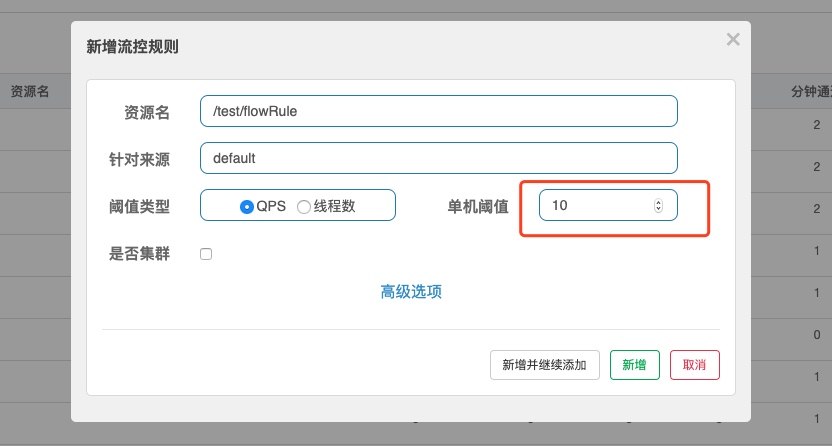 新增流控规则 ×
资源名 分钟通
资源名 /test/flowRule
2
针对来源 default
2
阈值类型 QPS 线程数 单机阈值 10
2
是否集群
1
高级选项
1
0
新增并继续添加 新增 取消
1
1